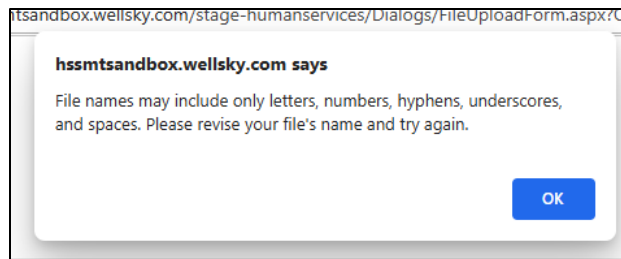 ntsandbox.wellsky.com/stage-humanservices/Dialogs/FileUploadForm.aspx?
hssmtsandbox.wellsky.com says
File names may include only letters, numbers, hyphens, underscores,
and spaces. Please revise your file's name and try again.
OK